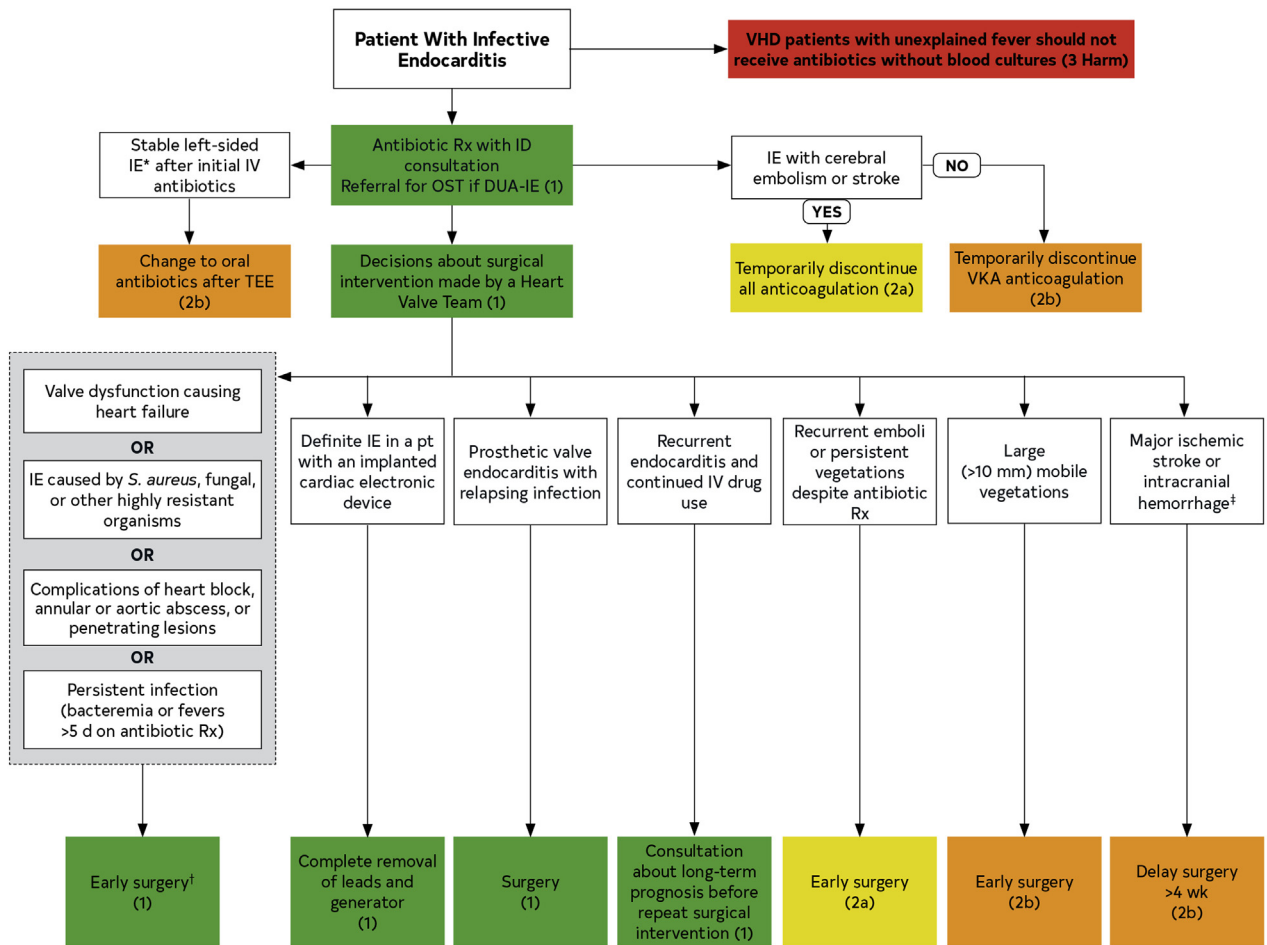 Patient With Infective
Endocarditis
VHD patients with unexplained fever should not
receive antibiotics without blood cultures (3 Harm)
Stable left-sided
IE* after initial IV
antibiotics
Antibiotic Rx with ID
consultation
Referral for OST if DUA-IE (1)
IE with cerebral
embolism or stroke
NO
YES
Change to oral
antibiotics after TEE
(2b)
Decisions about surgical
intervention made by a Heart
Valve Team (1)
Temporarily discontinue
all anticoagulation (2a)
Temporarily discontinue
VKA anticoagulation
(2b)
Valve dysfunction causing
heart failure
OR
IE caused by S. aureus, fungal,
or other highly resistant
organisms
OR
Complications of heart block,
annular or aortic abscess, or
penetrating lesions
OR
Persistent infection
(bacteremia or fevers
>5 d on antibiotic Rx)
Definite IE in a pt
with an implanted
cardiac electronic
device
Prosthetic valve
endocarditis with
relapsing infection
Recurrent
endocarditis and
continued IV drug
use
Recurrent emboli
or persistent
vegetations
despite antibiotic
Rx
Large
(>10 mm) mobile
vegetations
Major ischemic
stroke or
intracranial
hemorrhage‡
Early surgery†
(1)
Complete removal
of leads and
generator
(1)
Surgery
(1)
Consultation
about long-term
prognosis before
repeat surgical
intervention (1)
Early surgery
(2a)
Early surgery
(2b)
Delay surgery
>4 wk
(2b)